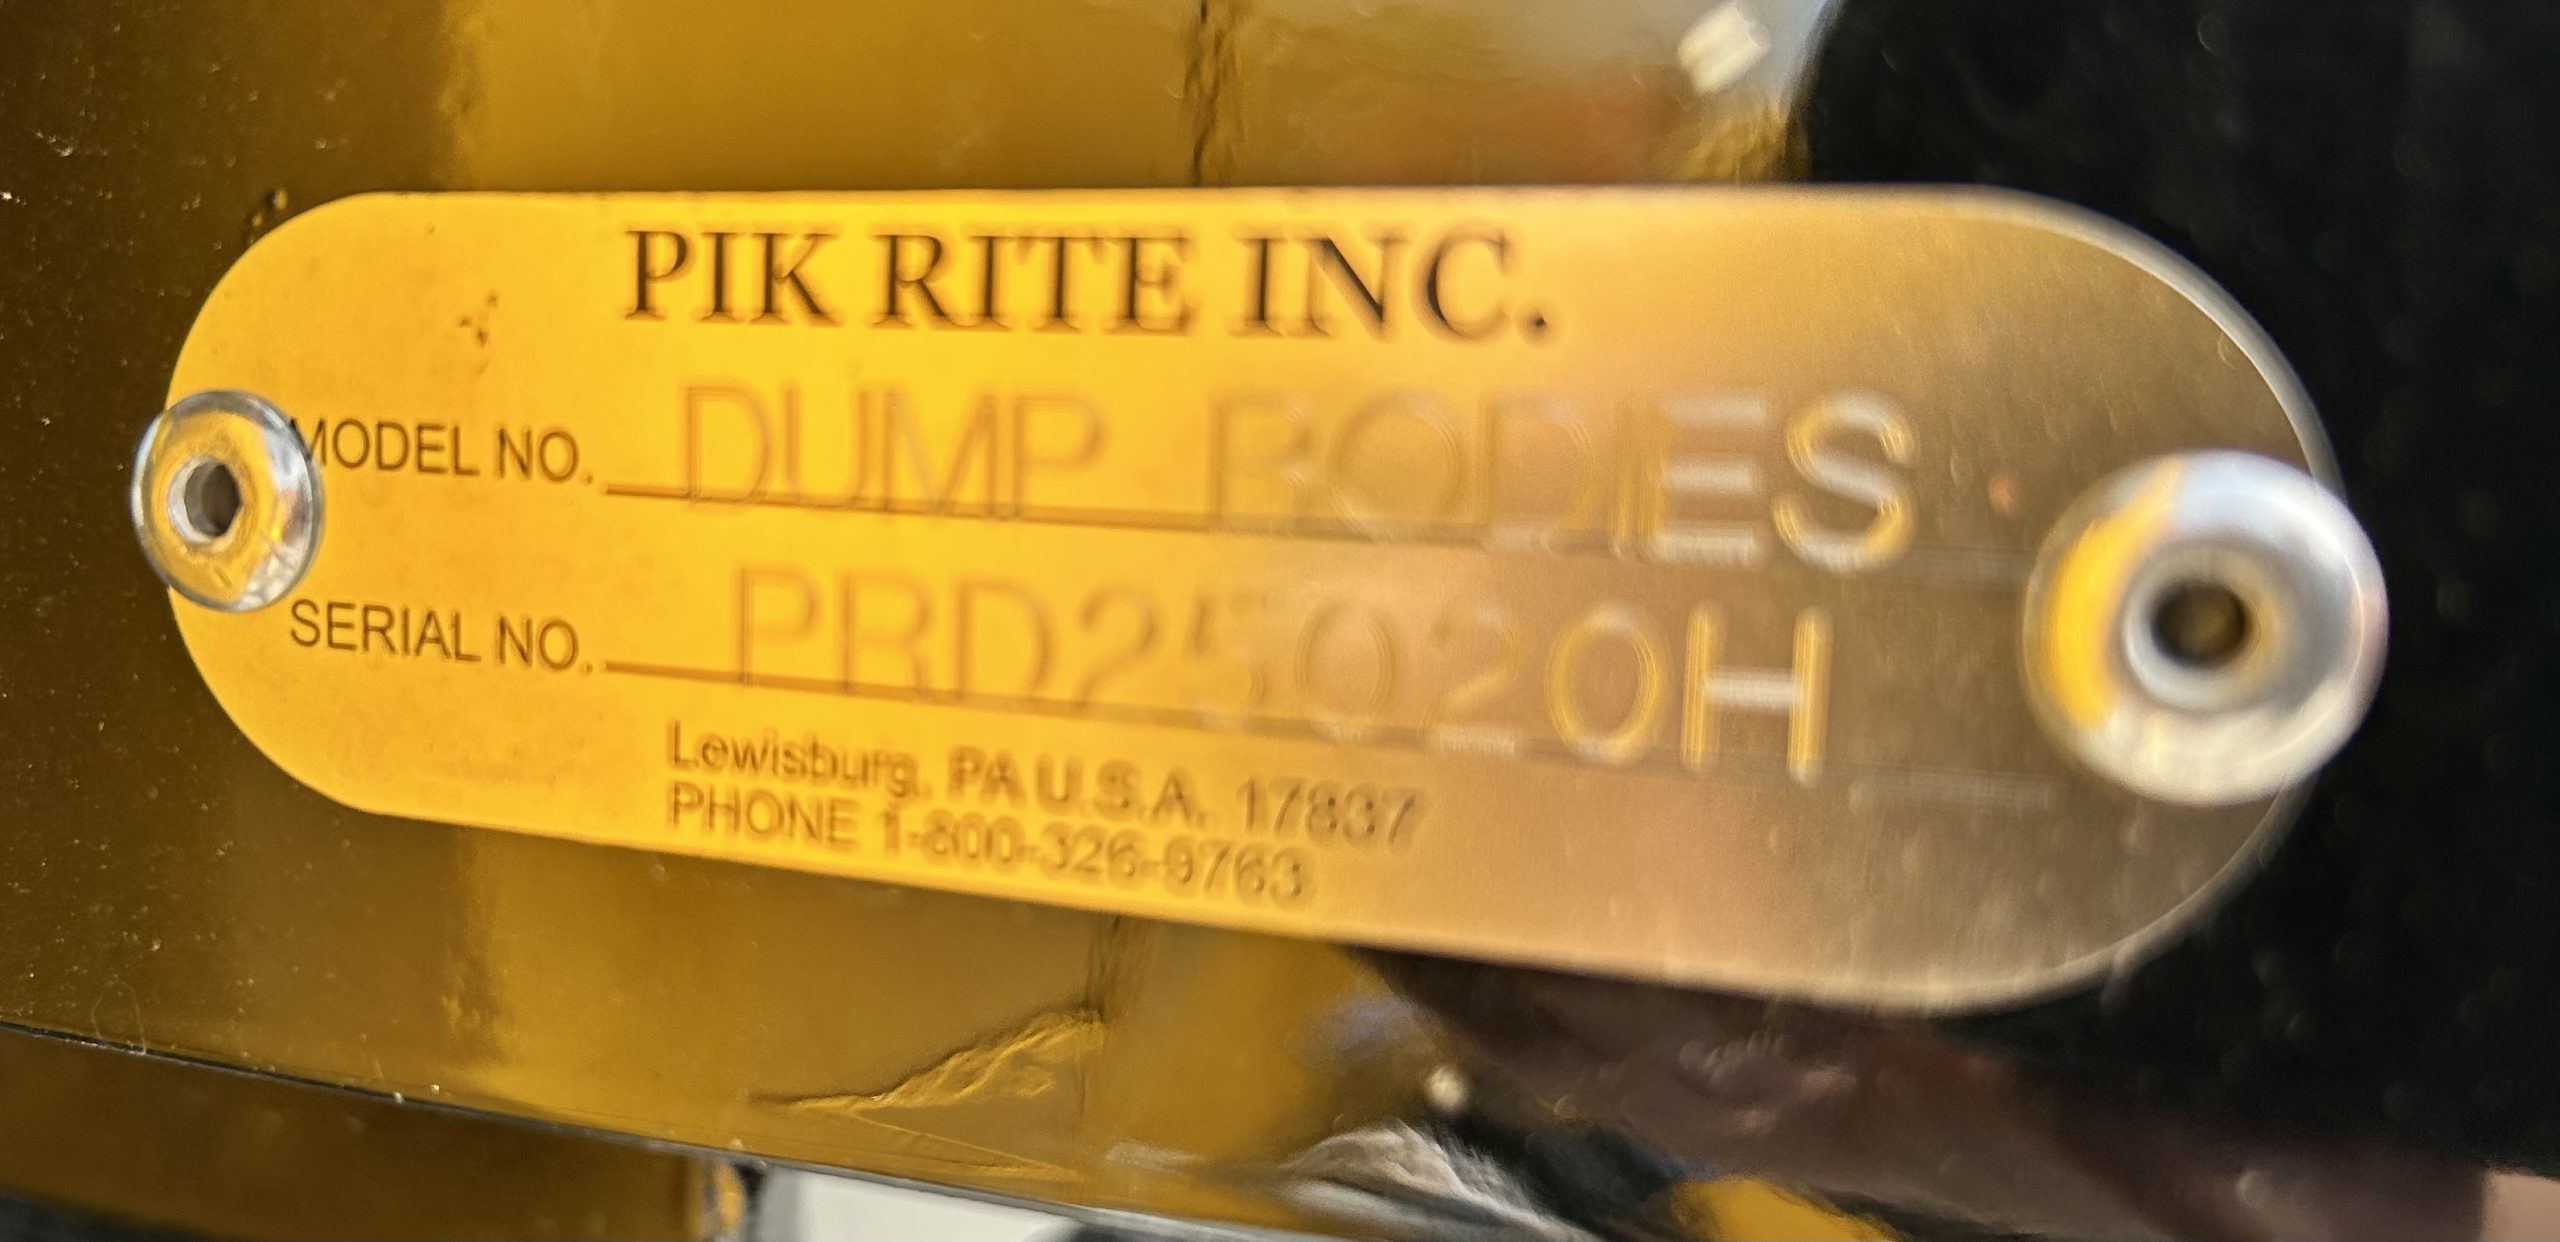 PIK RITE INC.
MODEL NO. DUMP BODIES
SERIAL NO. PRD25020H
Lewisburg, PA U.S.A. 17837
PHONE 1-800-326-9763